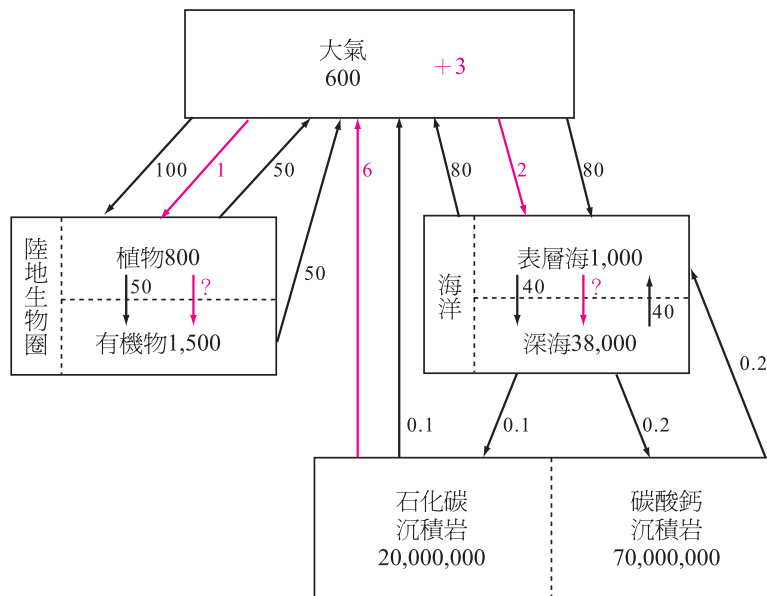 大氣
600
+3
100
1
50
6
80
2
80
陸地生物圈
植物800
50
?
有機物1,500
50
海洋
表層海1,000
40
?
40
深海38,000
0.1
0.1
0.2
0.2
石化碳
沉積岩
20,000,000
碳酸鈣
沉積岩
70,000,000